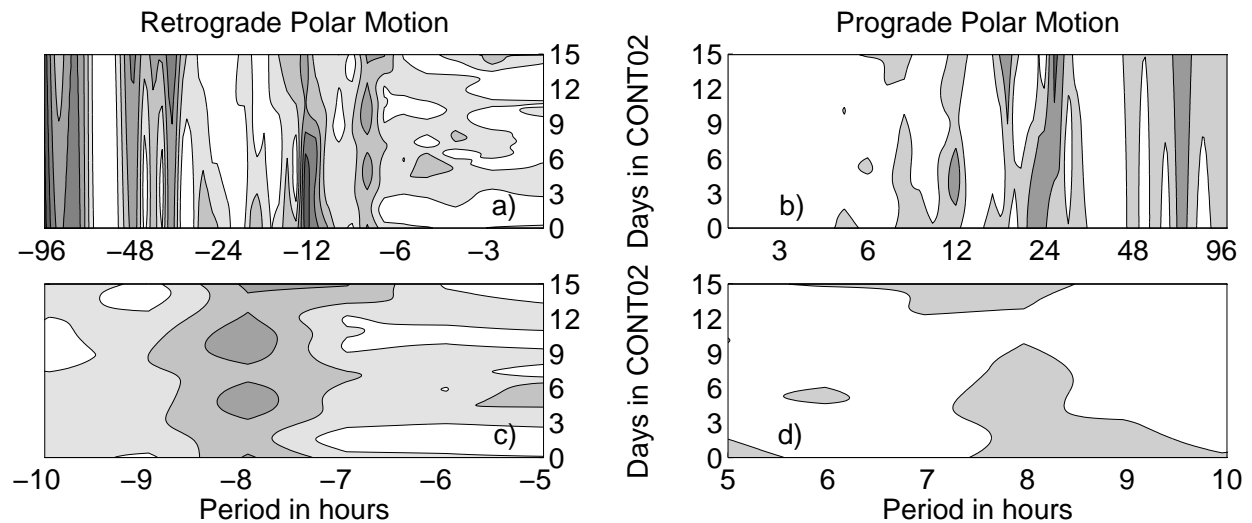 Retrograde Polar Motion
Prograde Polar Motion
15
12
9
6
3
0
a)
−96 −48 −24 −12 −6 −3
Days in CONT02
15
12
9
6
3
0
b)
3 6 12 24 48 96
15
12
9
6
3
0
c)
−10 −9 −8 −7 −6 −5
Period in hours
Days in CONT02
15
12
9
6
3
0
d)
5 6 7 8 9 10
Period in hours